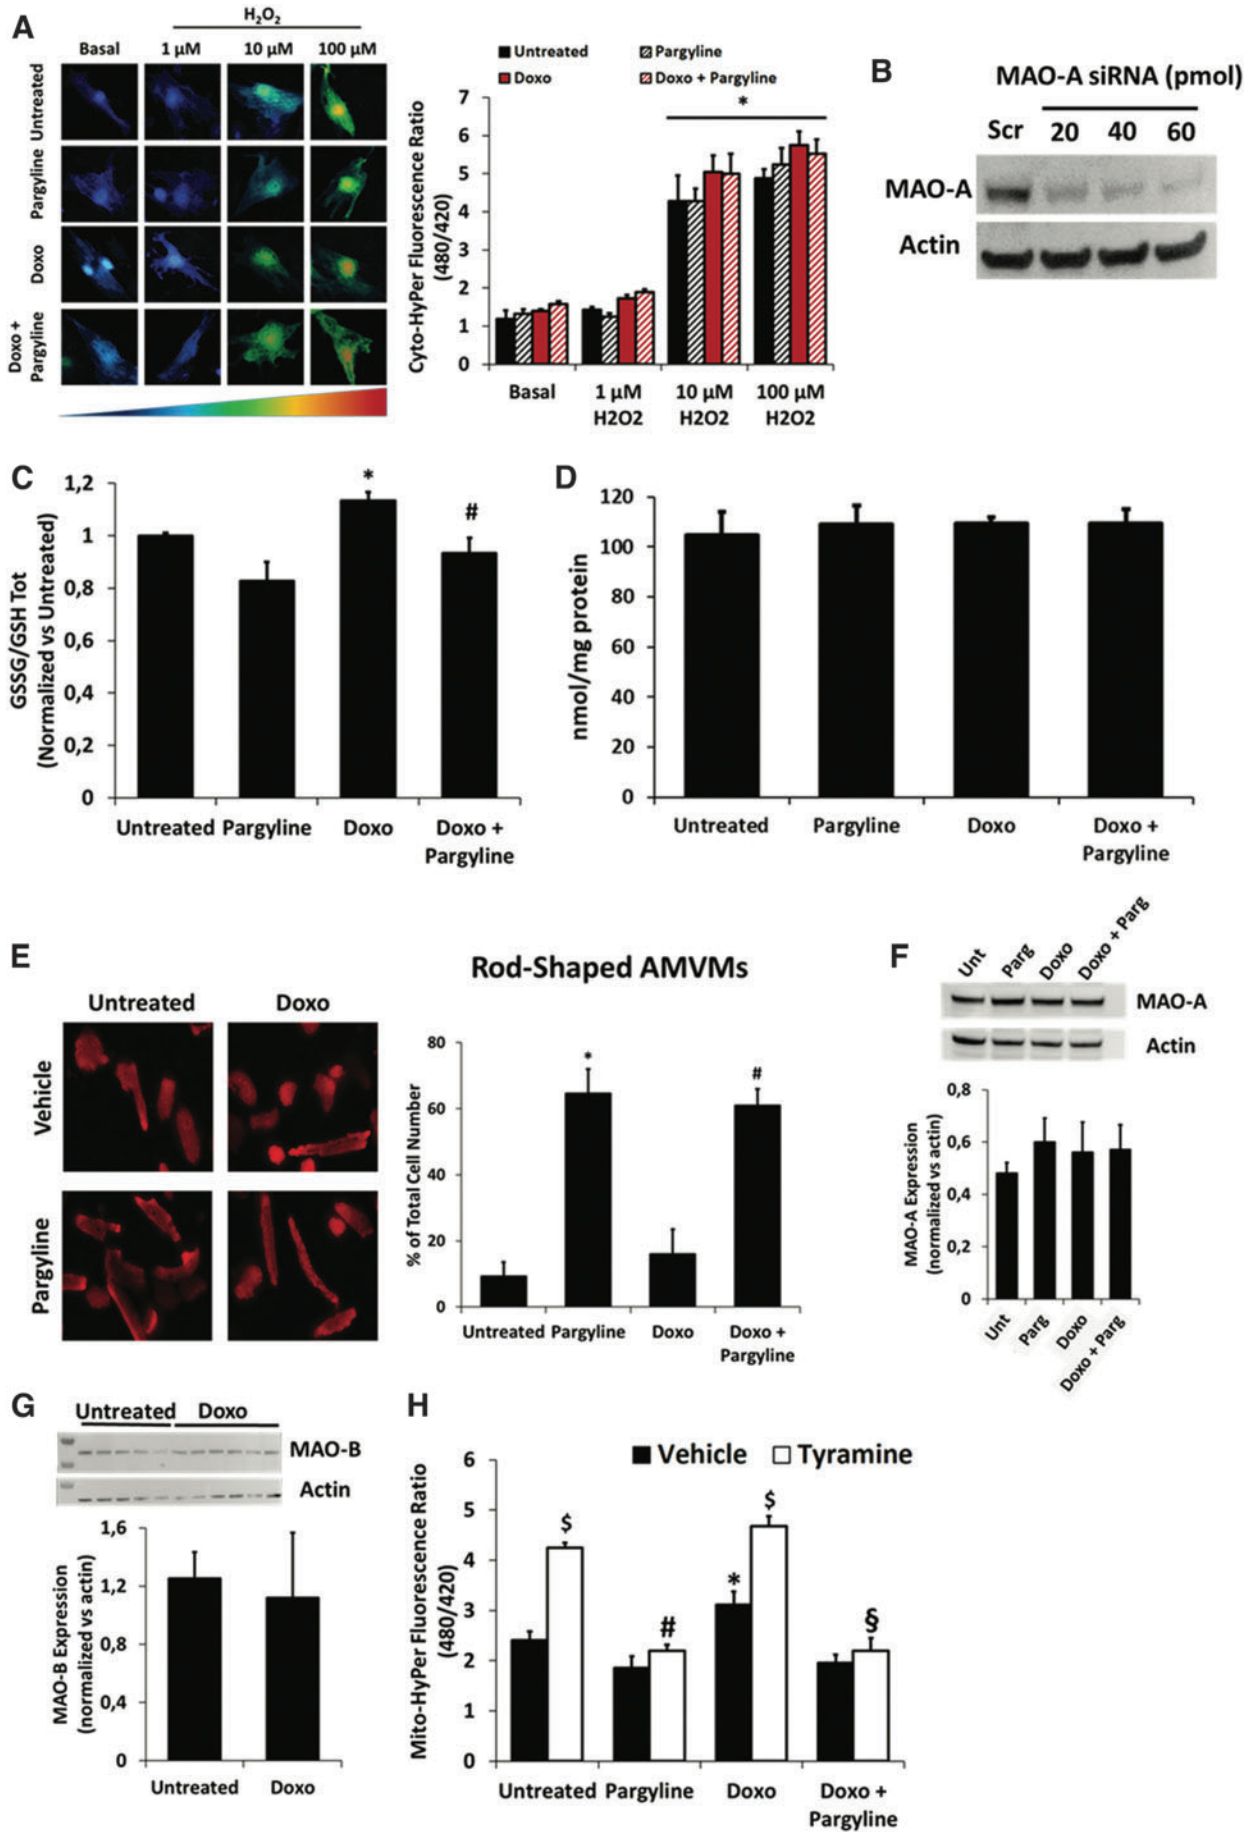 A
H2O2
Basal 1 µM 10 µM 100 µM
Untreated
Pargyline
Doxo
Doxo +
Pargyline
Untreated Pargyline
Doxo Doxo + Pargyline
Cyto-HyPer Fluorescence Ratio
(480/420)
7
6
5
4
3
2
1
0
*
Basal 1 µM 10 µM 100 µM
H2O2 H2O2 H2O2
B
MAO-A siRNA (pmol)
Scr 20 40 60
MAO-A
Actin
C
GSSG/GSH Tot
(Normalized vs Untreated)
1,2
1
0,8
0,6
0,4
0,2
0
*
#
Untreated Pargyline Doxo Doxo +
Pargyline
D
nmol/mg protein
120
100
80
60
40
20
0
Untreated Pargyline Doxo Doxo +
Pargyline
E
Rod-Shaped AMVMs
Untreated Doxo
Vehicle
Pargyline
% of Total Cell Number
80
60
40
20
0
*
#
Untreated Pargyline Doxo Doxo +
Pargyline
F
Unt Parg Doxo Doxo + Parg
MAO-A
Actin
MAO-A Expression
(normalized vs actin)
0,8
0,6
0,4
0,2
0
Unt Parg Doxo Doxo + Parg
G
Untreated Doxo
MAO-B
Actin
MAO-B Expression
(normalized vs actin)
1,6
1,2
0,8
0,4
0
Untreated Doxo
H
Vehicle Tyramine
Mito-HyPer Fluorescence Ratio
(480/420)
6
5
4
3
2
1
0
$
#
*
$
§
Untreated Pargyline Doxo Doxo +
Pargyline